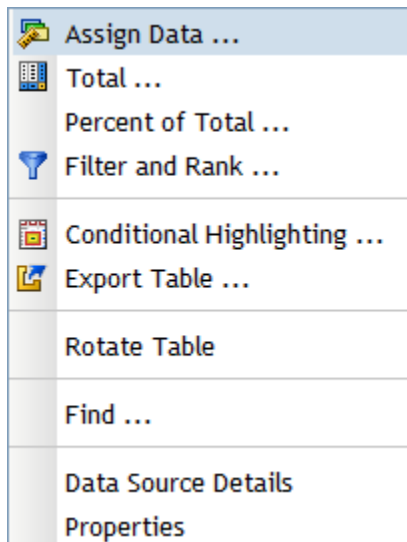 Assign Data ...
Total ...
Percent of Total ...
Filter and Rank ...
Conditional Highlighting ...
Export Table ...
Rotate Table
Find ...
Data Source Details
Properties